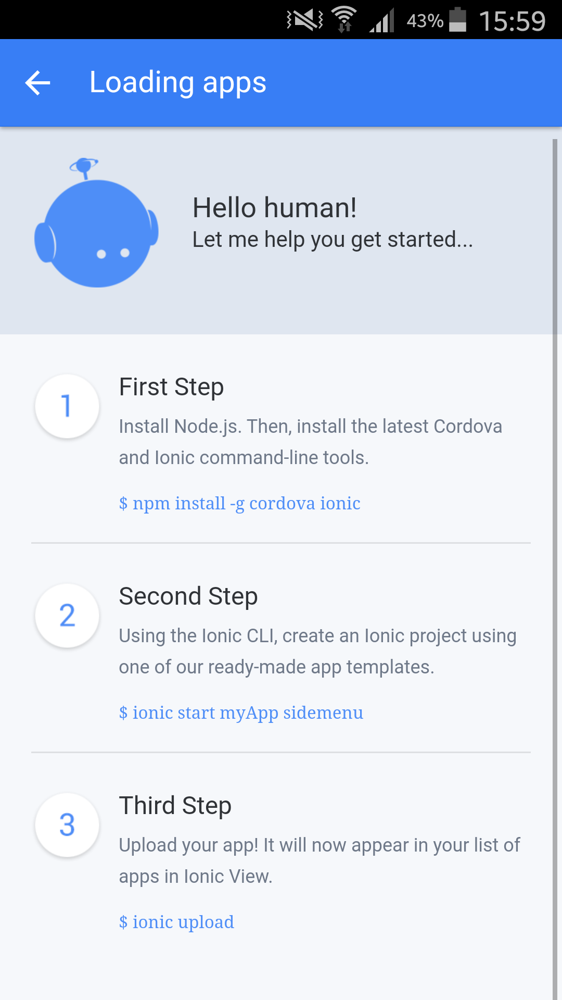 43% 15:59
Loading apps
Hello human!
Let me help you get started...
1
First Step
Install Node.js. Then, install the latest Cordova
and Ionic command-line tools.
$ npm install -g cordova ionic
2
Second Step
Using the Ionic CLI, create an Ionic project using
one of our ready-made app templates.
$ ionic start myApp sidemenu
3
Third Step
Upload your app! It will now appear in your list of
apps in Ionic View.
$ ionic upload